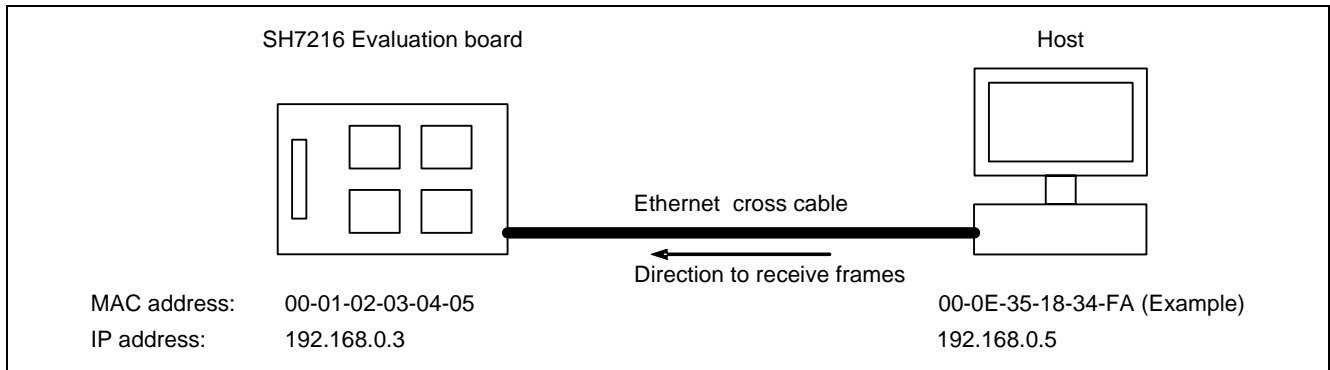 SH7216 Evaluation board Host
Ethernet cross cable
Direction to receive frames
MAC address: 00-01-02-03-04-05 00-0E-35-18-34-FA (Example)
IP address: 192.168.0.3 192.168.0.5